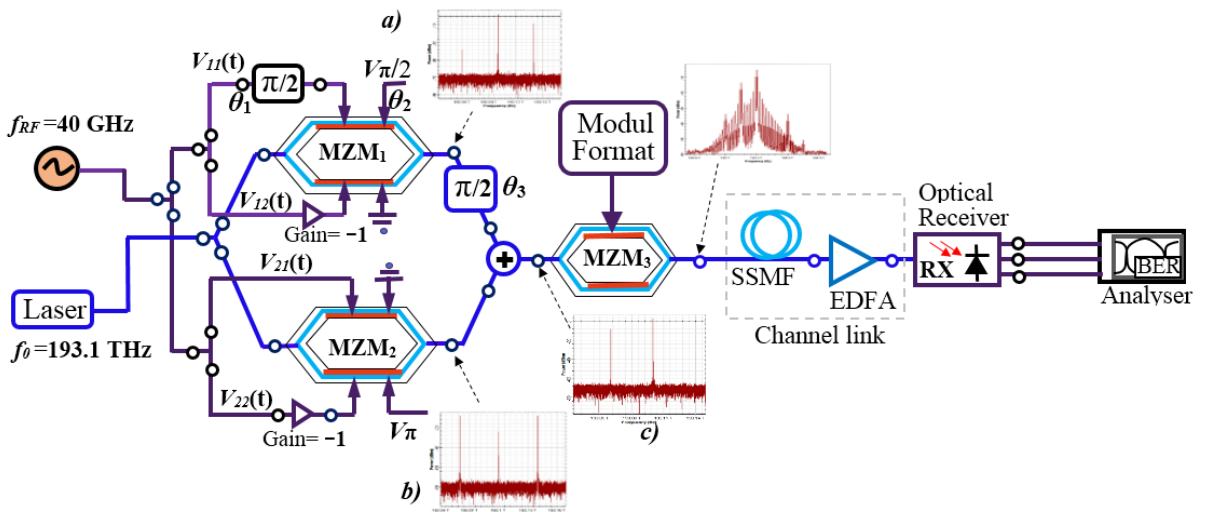 a)
V11(t)
π/2
θ1
Vπ/2
θ2
fRF=40 GHz
MZM1
π/2
θ3
V12(t)
Gain= −1
Modul
Format
Optical
Receiver
V21(t)
MZM3
SSMF
EDFA
RX
BER
Analyser
Channel link
Laser
f0=193.1 THz
MZM2
V22(t)
Gain= −1
Vπ
c)
b)